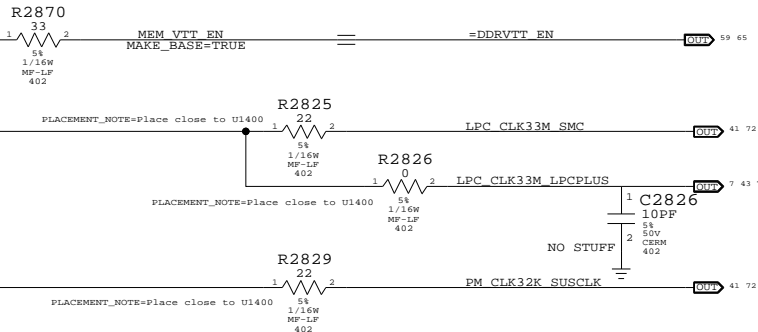 R2870
33
1 2
MEM_VTT_EN
=DDRVTT_EN
OUT 59 65
MAKE_BASE=TRUE
5%
1/16W
MF-LF
402
R2825
PLACEMENT_NOTE=Place close to U1400
22
1 2
LPC_CLK33M_SMC
OUT 41 72
5%
1/16W
MF-LF
402
R2826
0
1 2
LPC_CLK33M_LPCPLUS
OUT 7 43
PLACEMENT_NOTE=Place close to U1400
5%
1/16W
MF-LF
402
1
C2826
10PF
5%
50V
CERM
402
2
NO STUFF
R2829
22
1 2
PM_CLK32K_SUSCLK
OUT 41 72
PLACEMENT_NOTE=Place close to U1400
5%
1/16W
MF-LF
402